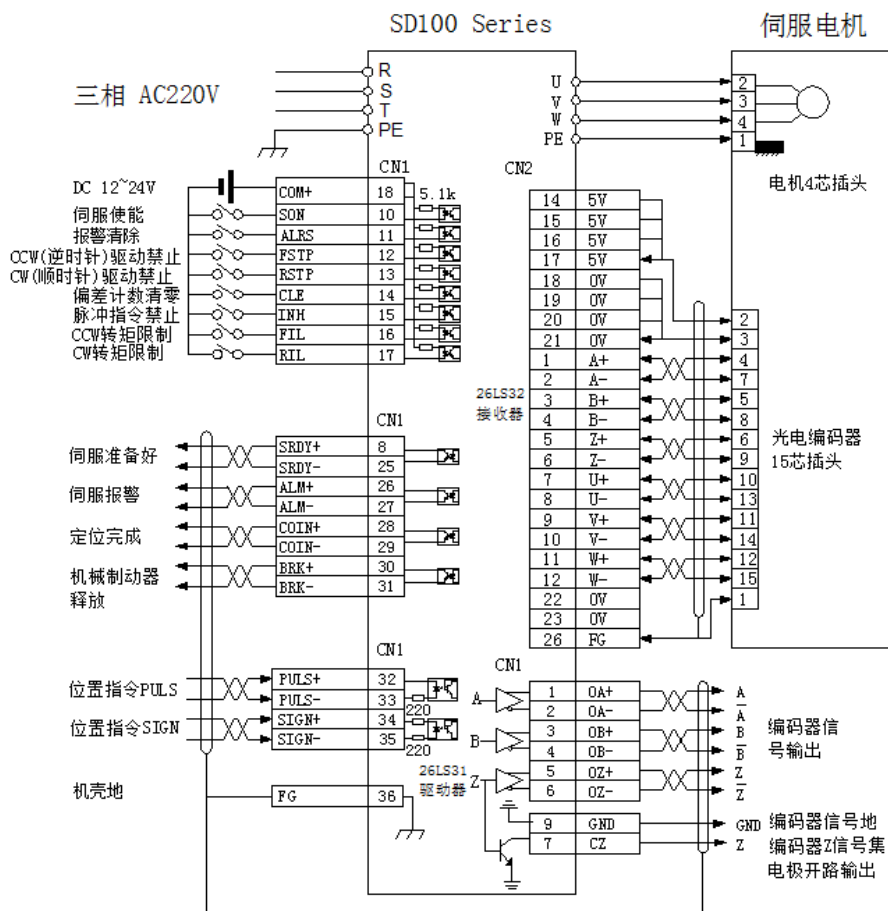 SD100 Series
伺服电机
三相 AC220V
R
S
T
PE
U
V
W
PE
2
3
4
1
电机4芯插头
CN1
DC 12~24V
COM+ 18
5.1k
伺服使能 SON 10
报警清除 ALRS 11
CCW(逆时针)驱动禁止 FSTP 12
CW(顺时针)驱动禁止 RSTP 13
偏差计数清零 CLE 14
脉冲指令禁止 INH 15
CCW转矩限制 FIL 16
CW转矩限制 RIL 17
CN2
14 5V
15 5V
16 5V
17 5V
18 0V
19 0V
20 0V 2
21 0V 3
1 A+ 4
2 A- 7
3 B+ 5
4 B- 8
5 Z+ 6
6 Z- 9
7 U+ 10
8 U- 13
9 V+ 11
10 V- 14
11 W+ 12
12 W- 15
22 0V 1
23 0V
26 FG
26LS32
接收器
光电编码器
15芯插头
CN1
伺服准备好
SRDY+ 8
SRDY- 25
伺服报警
ALM+ 26
ALM- 27
定位完成
COIN+ 28
COIN- 29
机械制动器
释放
BRK+ 30
BRK- 31
CN1
位置指令PULS
PULS+ 32
PULS- 33
220
位置指令SIGN
SIGN+ 34
SIGN- 35
220
机壳地
FG 36
CN1
A
1 OA+ A
2 OA- A
B
3 OB+ B
4 OB- B
Z
5 OZ+ Z
6 OZ- Z
26LS31
驱动器
编码器信
号输出
9 GND GND 编码器信号地
7 CZ Z 编码器Z信号集
电极开路输出